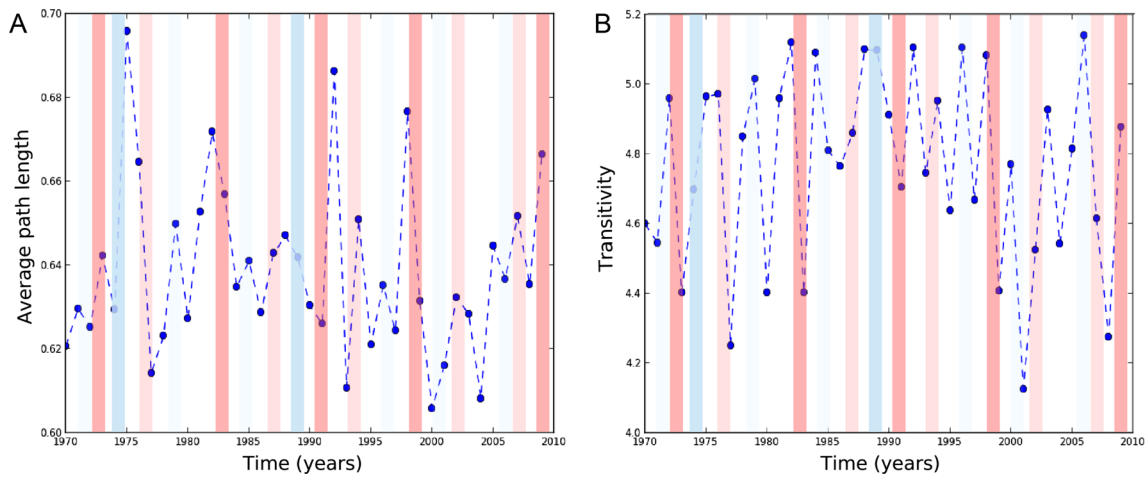 A
0.70
0.68
0.66
0.64
0.62
0.60
Average path length
1970 1975 1980 1985 1990 1995 2000 2005 2010
Time (years)
B
5.2
5.0
4.8
4.6
4.4
4.2
4.0
Transitivity
1970 1975 1980 1985 1990 1995 2000 2005 2010
Time (years)